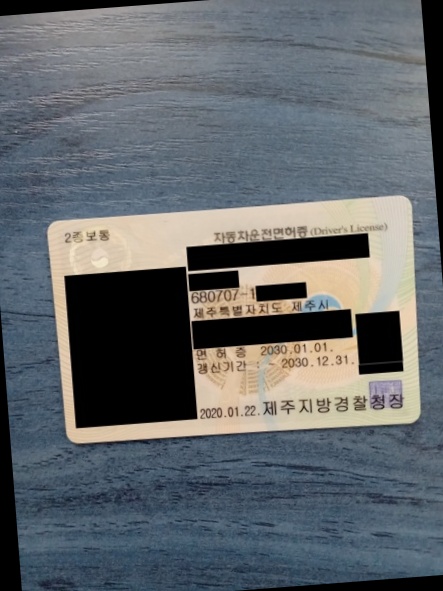 2종보통
자동차운전면허증 (Driver's License)
680707-1
제주특별자치도 제주시
면 허 증 2030.01.01.
갱신기간 : 2030.12.31.
2020.01.22. 제주지방경찰청장